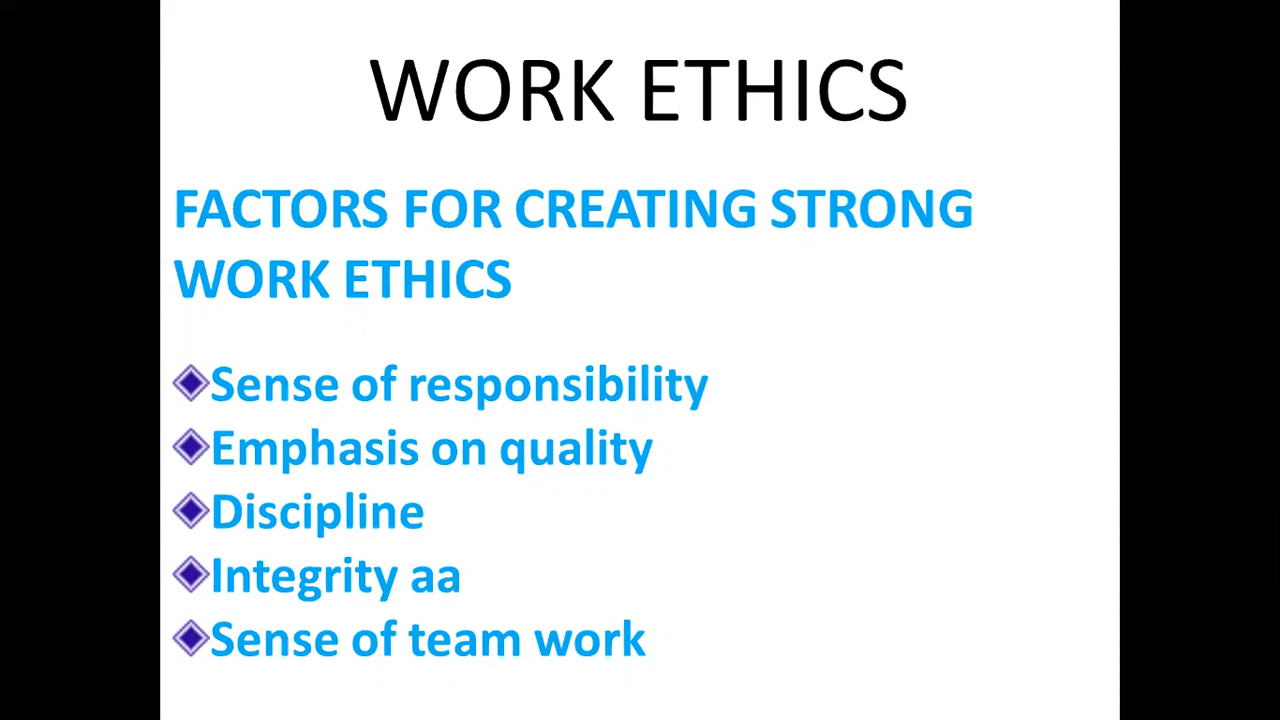 WORK ETHICS
FACTORS FOR CREATING STRONG
WORK ETHICS
Sense of responsibility
Emphasis on quality
Discipline
Integrity aa
Sense of team work